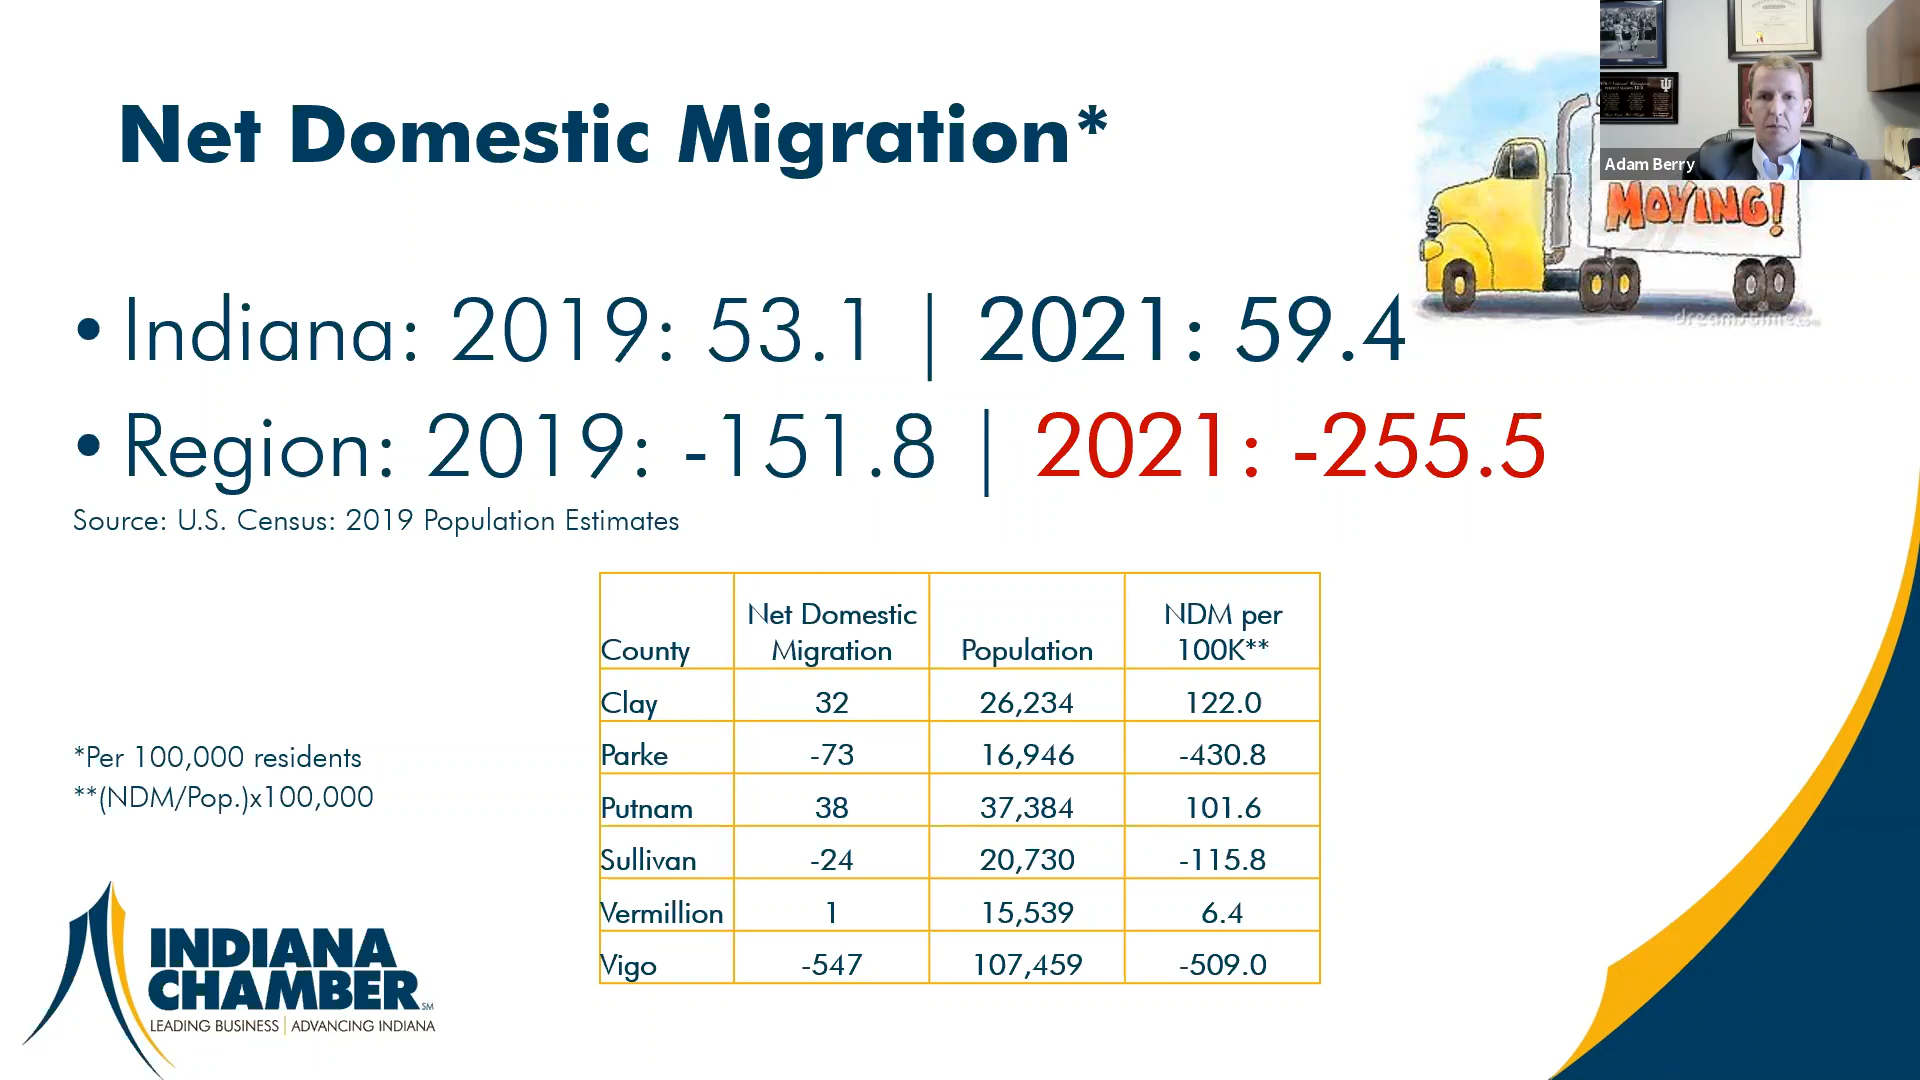 Net Domestic Migration*
Adam Berry
MOVING!
dreamstime
• Indiana: 2019: 53.1 | 2021: 59.4
• Region: 2019: -151.8 | 2021: -255.5
Source: U.S. Census: 2019 Population Estimates
County Net Domestic Migration Population NDM per 100K**
Clay 32 26,234 122.0
Parke -73 16,946 -430.8
Putnam 38 37,384 101.6
Sullivan -24 20,730 -115.8
Vermillion 1 15,539 6.4
Vigo -547 107,459 -509.0
*Per 100,000 residents
**(NDM/Pop.)x100,000
INDIANA
CHAMBER SM
LEADING BUSINESS | ADVANCING INDIANA